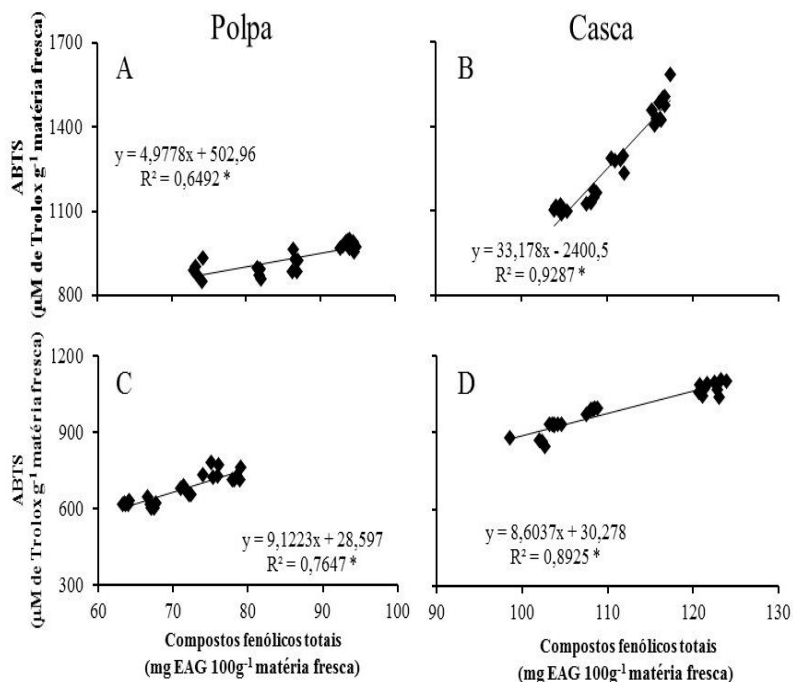 Polpa
Casca
ABTS
(µM de Trolox g⁻¹ matéria fresca)
1700
1400
1100
800
A
y = 4,9778x + 502,96
R² = 0,6492 *
B
y = 33,178x - 2400,5
R² = 0,9287 *
ABTS
(µM de Trolox g⁻¹ matéria fresca)
1200
900
600
300
C
y = 9,1223x + 28,597
R² = 0,7647 *
D
y = 8,6037x + 30,278
R² = 0,8925 *
60 70 80 90 100
90 100 110 120 130
Compostos fenólicos totais
(mg EAG 100g⁻¹ matéria fresca)
Compostos fenólicos totais
(mg EAG 100g⁻¹ matéria fresca)